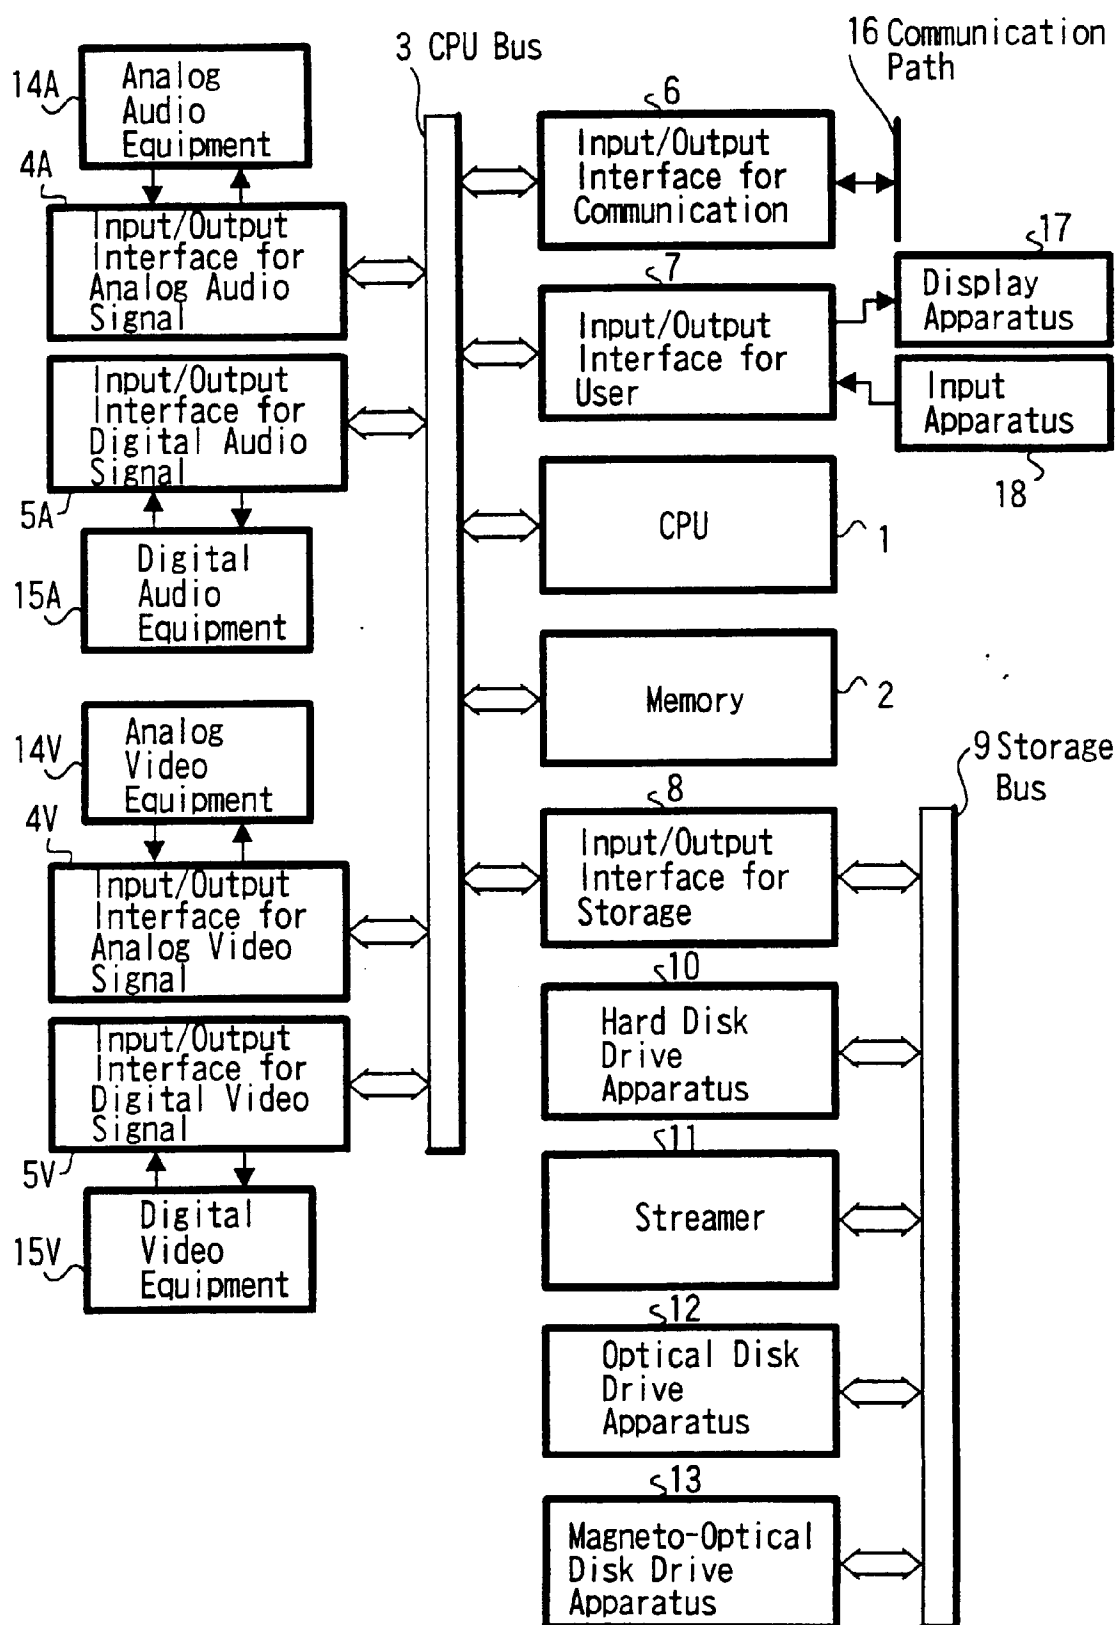 3 CPU Bus
16 Communication
Path
14A
Analog
Audio
Equipment
4A
Input/Output
Interface for
Analog Audio
Signal
Input/Output
Interface for
Digital Audio
Signal
5A
15A
Digital
Audio
Equipment
14V
Analog
Video
Equipment
4V
Input/Output
Interface for
Analog Video
Signal
Input/Output
Interface for
Digital Video
Signal
5V
15V
Digital
Video
Equipment
6
Input/Output
Interface for
Communication
7
Input/Output
Interface for
User
17
Display
Apparatus
Input
Apparatus
18
CPU
1
Memory
2
9 Storage
Bus
8
Input/Output
Interface for
Storage
10
Hard Disk
Drive
Apparatus
11
Streamer
12
Optical Disk
Drive
Apparatus
13
Magneto-Optical
Disk Drive
Apparatus